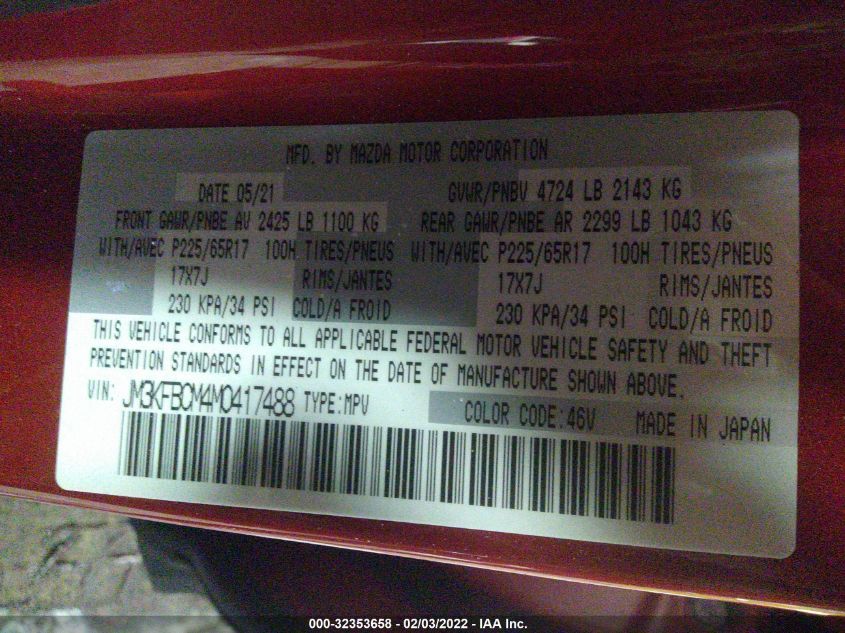 MFD. BY MAZDA MOTOR CORPORATION
DATE 05/21 GVWR/PNBV 4724 LB 2143 KG
FRONT GAWR/PNBE AV 2425 LB 1100 KG REAR GAWR/PNBE AR 2299 LB 1043 KG
WITH/AVEC P225/65R17 100H TIRES/PNEUS WITH/AVEC P225/65R17 100H TIRES/PNEUS
17X7J RIMS/JANTES 17X7J RIMS/JANTES
230 KPA/34 PSI COLD/A FROID 230 KPA/34 PSI COLD/A FROID
THIS VEHICLE CONFORMS TO ALL APPLICABLE FEDERAL MOTOR VEHICLE SAFETY AND THEFT
PREVENTION STANDARDS IN EFFECT ON THE DATE OF MANUFACTURE SHOWN ABOVE.
VIN: JM3KFBCM4M0417488 TYPE:MPV COLOR CODE:46V MADE IN JAPAN
000-32353658 - 02/03/2022 - IAA Inc.